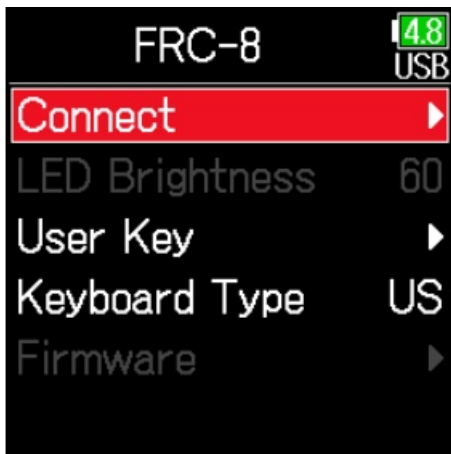 FRC-8
4.8
USB
Connect
LED Brightness 60
User Key
Keyboard Type US
Firmware